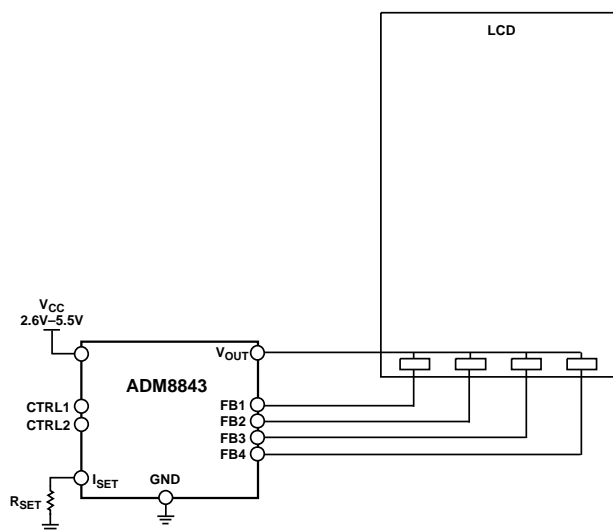 LCD
VCC
2.6V–5.5V
VOUT
ADM8843
CTRL1
CTRL2
FB1
FB2
FB3
FB4
ISET
GND
RSET